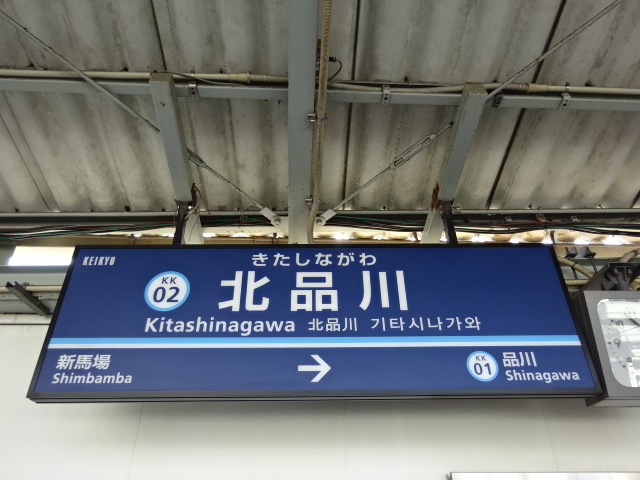 KEIKYU
きたしながわ
KK
02
北品川
Kitashinagawa 北品川 기타시나가와
新馬場
Shimbamba
→
KK
01
品川
Shinagawa